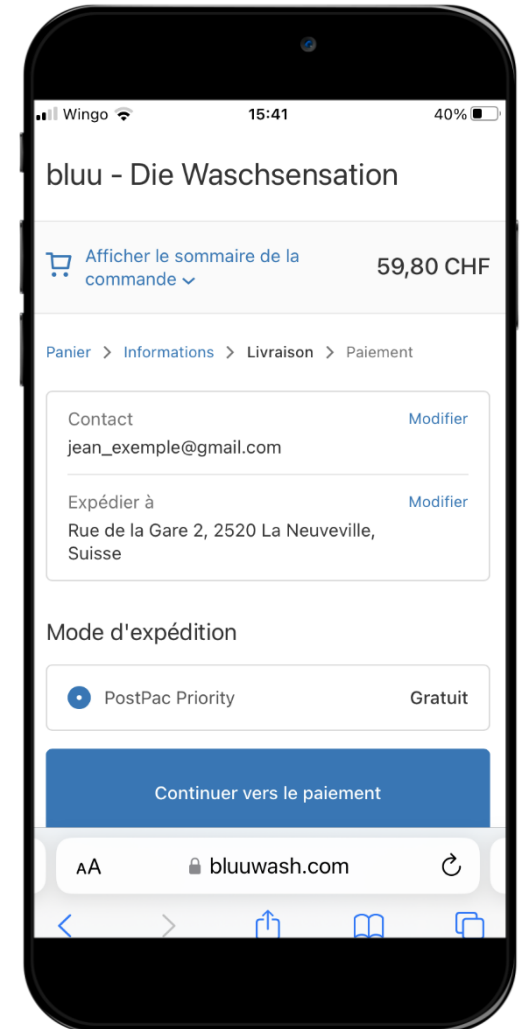 Wingo 15:41 40%
bluu - Die Waschsensation
Afficher le sommaire de la
commande
59,80 CHF
Panier > Informations > Livraison > Paiement
Contact Modifier
jean_exemple@gmail.com
Expédier à Modifier
Rue de la Gare 2, 2520 La Neuveville,
Suisse
Mode d'expédition
PostPac Priority Gratuit
Continuer vers le paiement
AA bluuwash.com